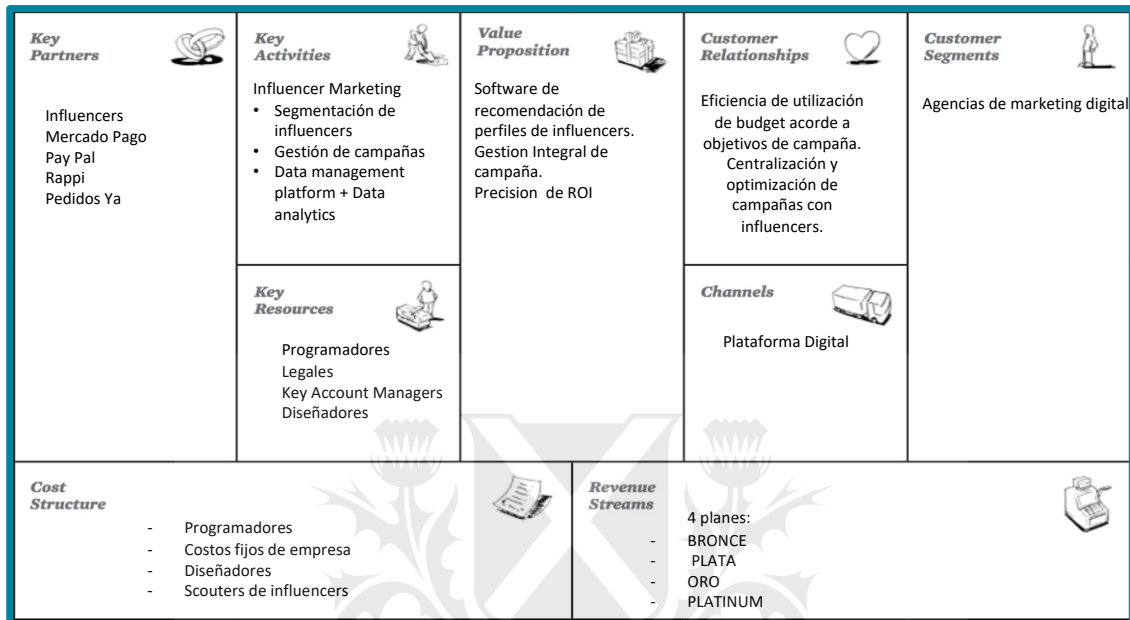 Key
Partners
Influencers
Mercado Pago
Pay Pal
Rappi
Pedidos Ya
Key
Activities
Influencer Marketing
• Segmentación de
influencers
• Gestión de campañas
• Data management
platform + Data
analytics
Key
Resources
Programadores
Legales
Key Account Managers
Diseñadores
Value
Proposition
Software de
recomendación de
perfiles de influencers.
Gestion Integral de
campaña.
Precision de ROI
Customer
Relationships
Eficiencia de utilización
de budget acorde a
objetivos de campaña.
Centralización y
optimización de
campañas con
influencers.
Channels
Plataforma Digital
Customer
Segments
Agencias de marketing digital
Cost
Structure
- Programadores
- Costos fijos de empresa
- Diseñadores
- Scouters de influencers
Revenue
Streams
4 planes:
- BRONCE
- PLATA
- ORO
- PLATINUM